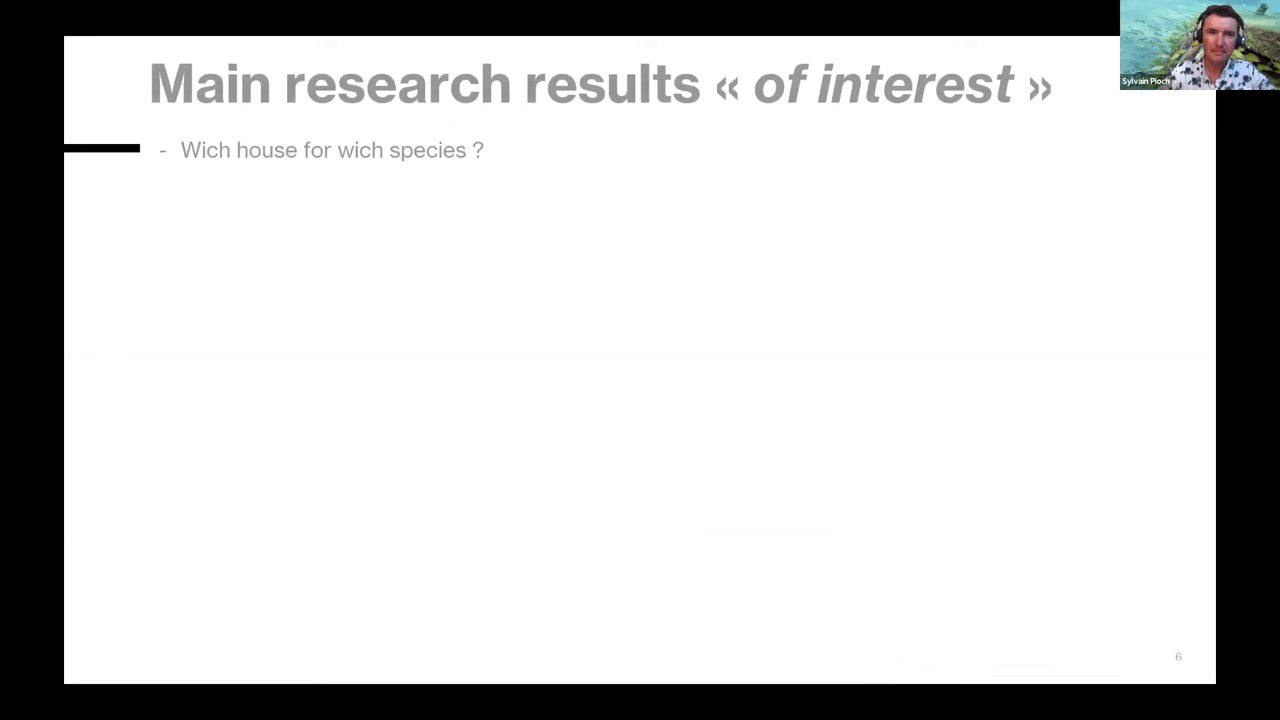 Main research results « of interest »
- Wich house for wich species ?
Sylvain Pioch
6